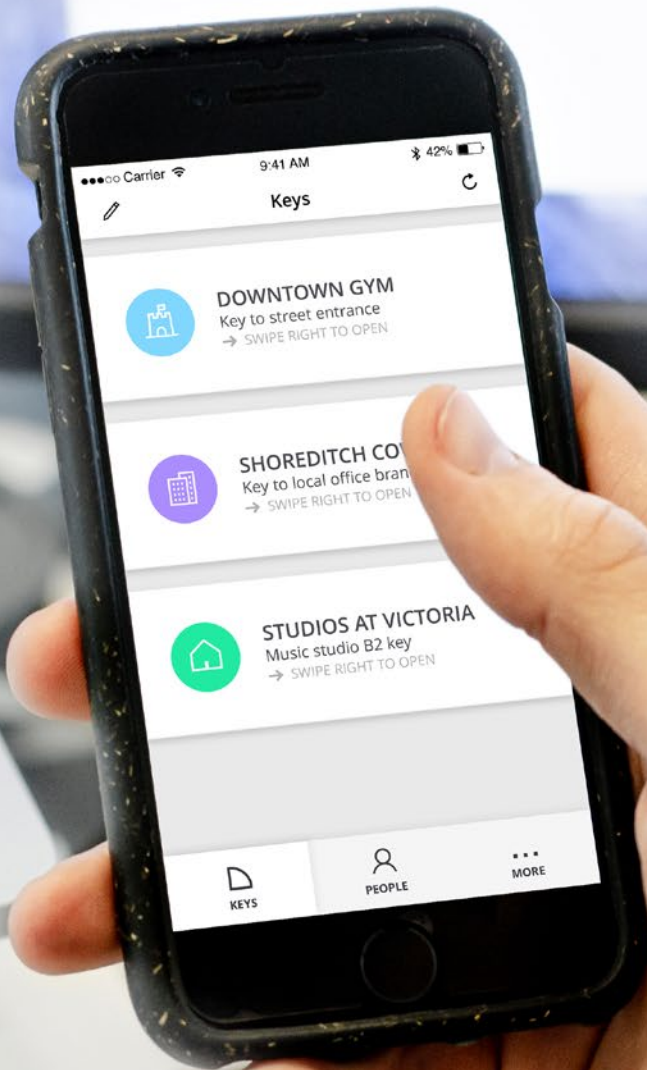 Carrier 9:41 AM 42%
Keys
DOWNTOWN GYM
Key to street entrance
→ SWIPE RIGHT TO OPEN
SHOREDITCH
Key to local office
→ SWIPE RIGHT TO OPEN
STUDIOS AT VICTORIA
Music studio B2 key
→ SWIPE RIGHT TO OPEN
KEYS PEOPLE MORE